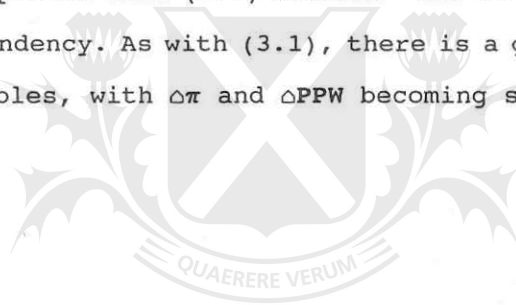 ndency. As with (3.1), there is a
oles, with △π and △PPW becoming s
QUAERERE VERUM